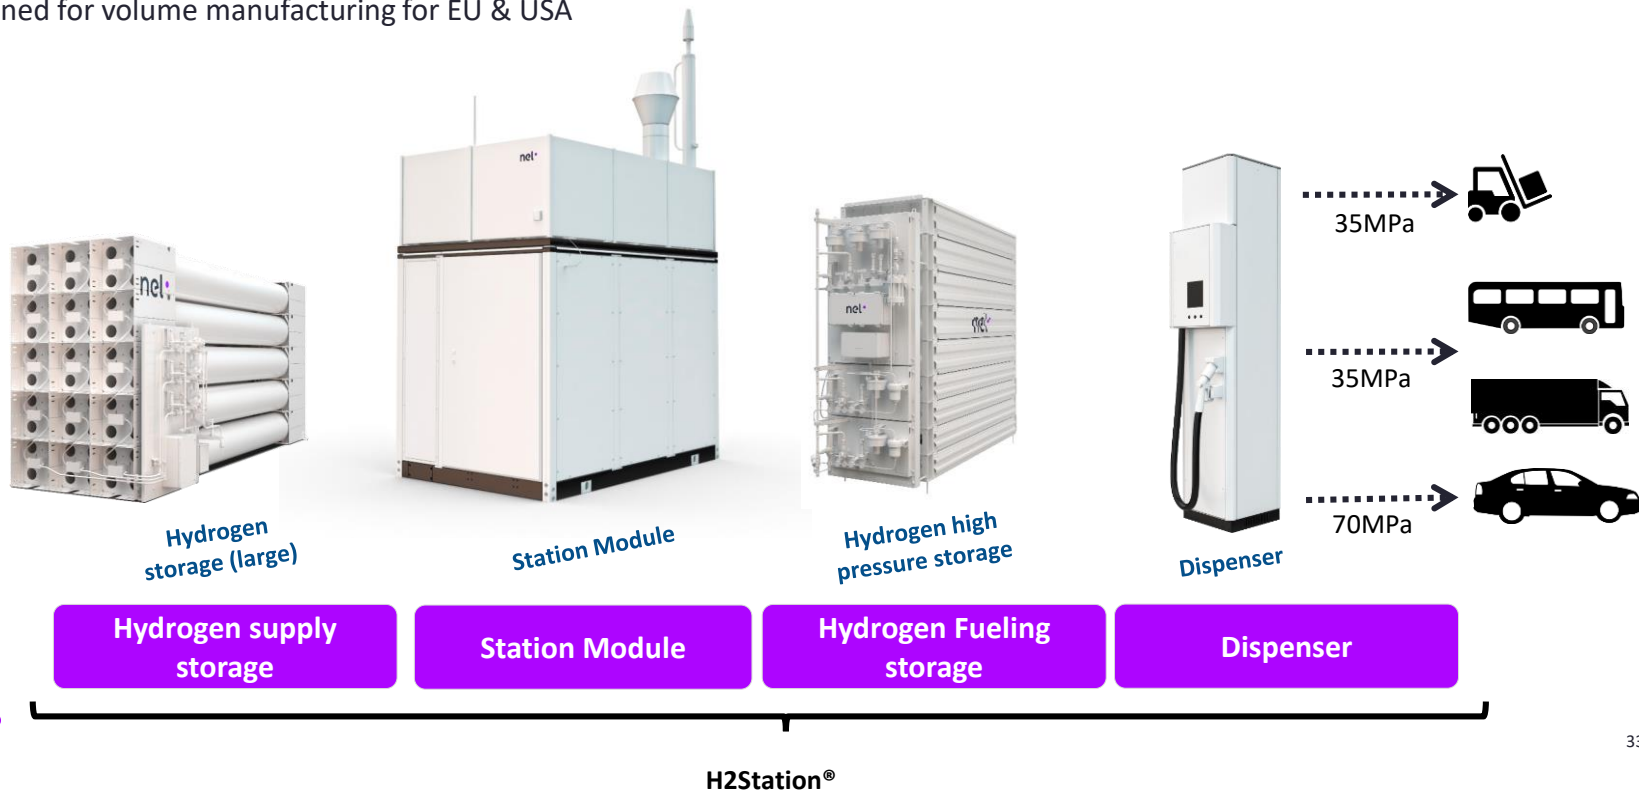 ned for volume manufacturing for EU & USA
nel
nel
nel
nel
35MPa
35MPa
70MPa
Hydrogen
storage (large)
Station Module
Hydrogen high
pressure storage
Dispenser
Hydrogen supply
storage
Station Module
Hydrogen Fueling
storage
Dispenser
33
H2Station®